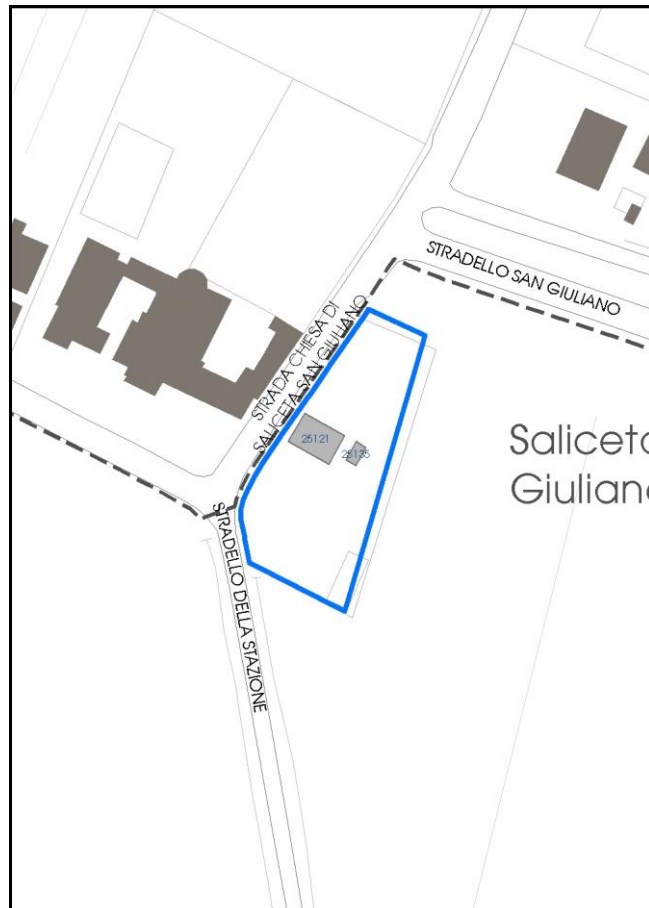 STRADELLO SAN GIULIANO
STRADA CHIESA DI
SALICETA SAN GIULIANO
25121
25135
Saliceta
Giuliano
STRADELLO DELLA STAZIONE